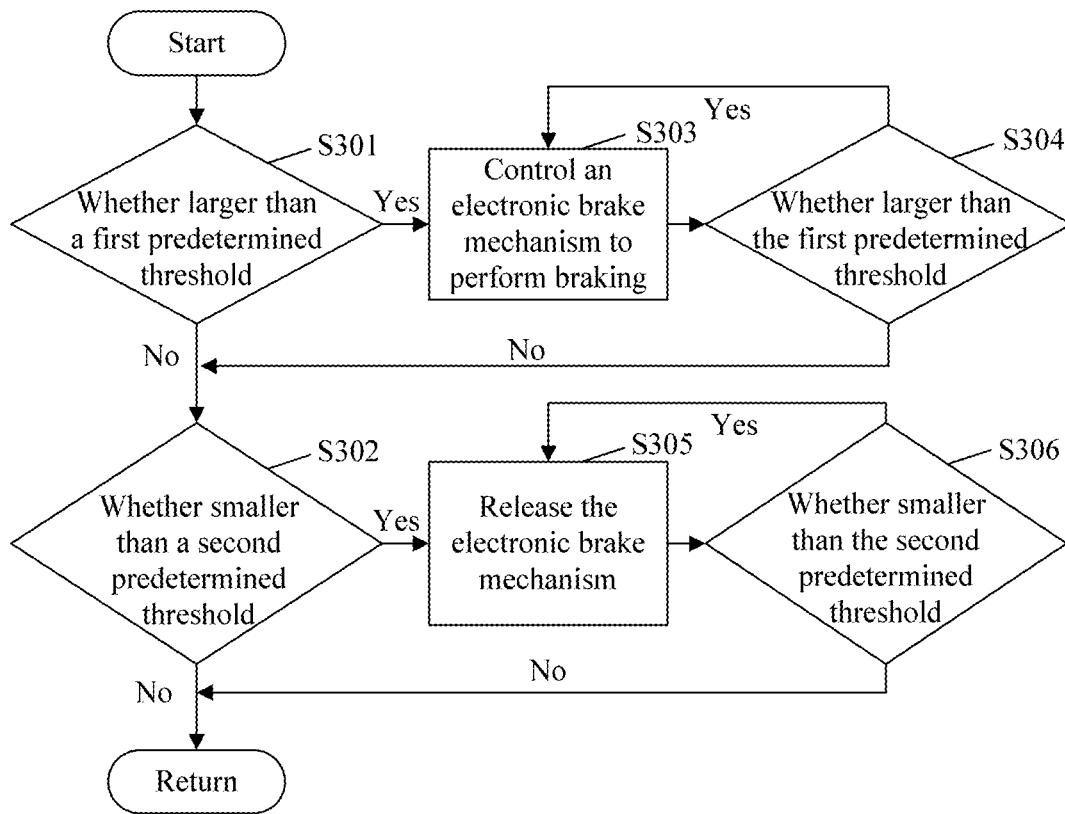 Start
S301
Whether larger than
a first predetermined
threshold
Yes
No
S303
Control an
electronic brake
mechanism to
perform braking
Yes
S304
Whether larger than
the first predetermined
threshold
No
S302
Whether smaller
than a second
predetermined
threshold
Yes
No
S305
Release the
electronic brake
mechanism
Yes
S306
Whether smaller
than the second
predetermined
threshold
No
Return